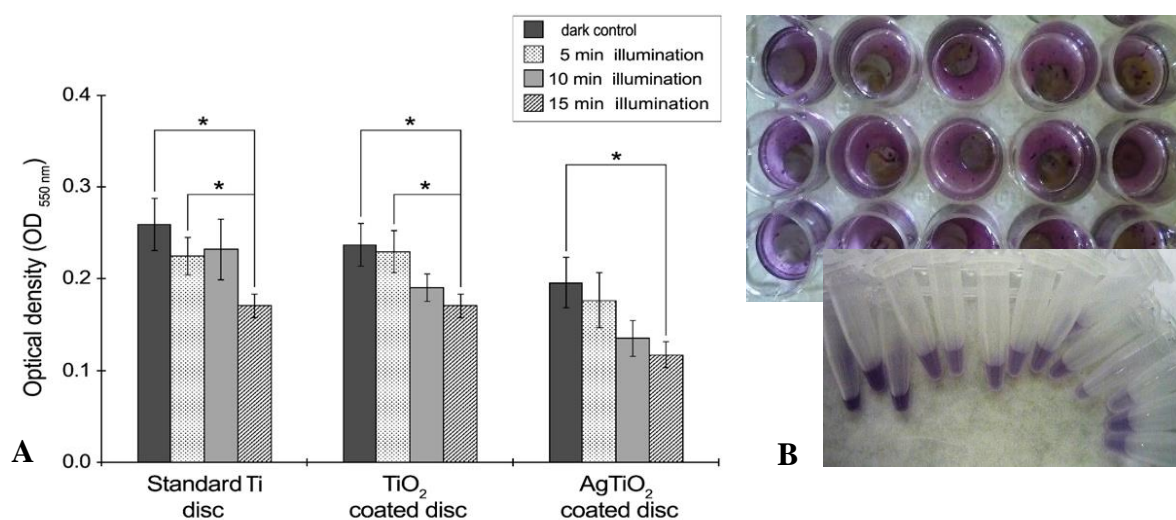 dark control
5 min illumination
10 min illumination
15 min illumination
Optical density (OD 550 nm)
0.4
0.3
0.2
0.1
0.0
*
*
*
*
*
Standard Ti
disc
TiO2
coated disc
AgTiO2
coated disc
A
B